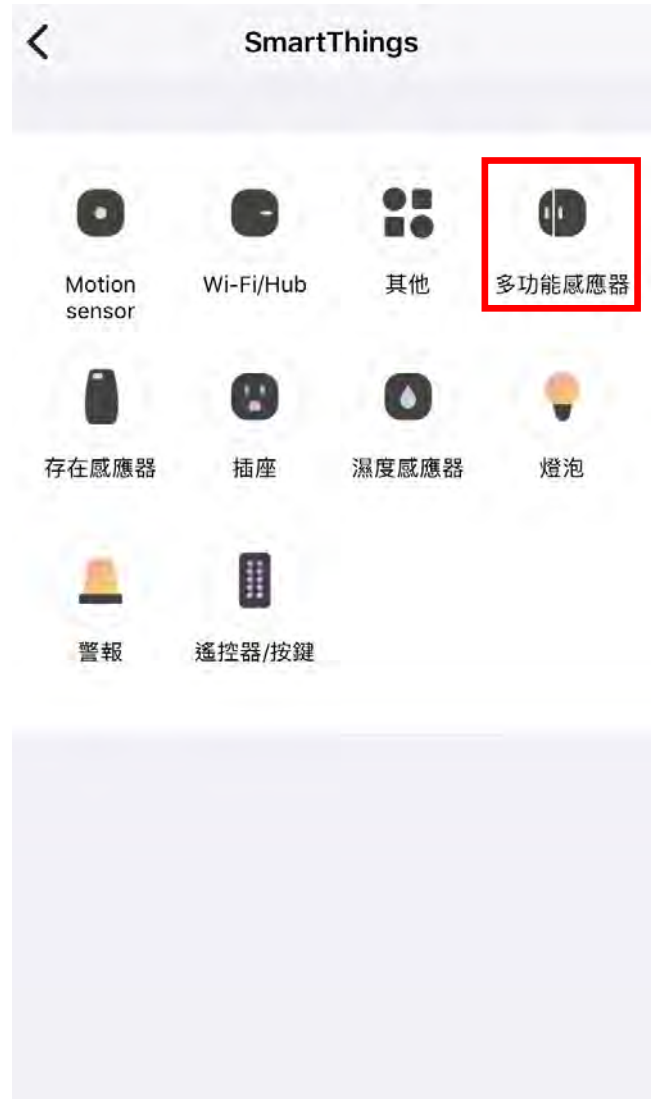 SmartThings
Motion
sensor
Wi-Fi/Hub
其他
多功能感應器
存在感應器
插座
濕度感應器
燈泡
警報
遙控器/按鍵